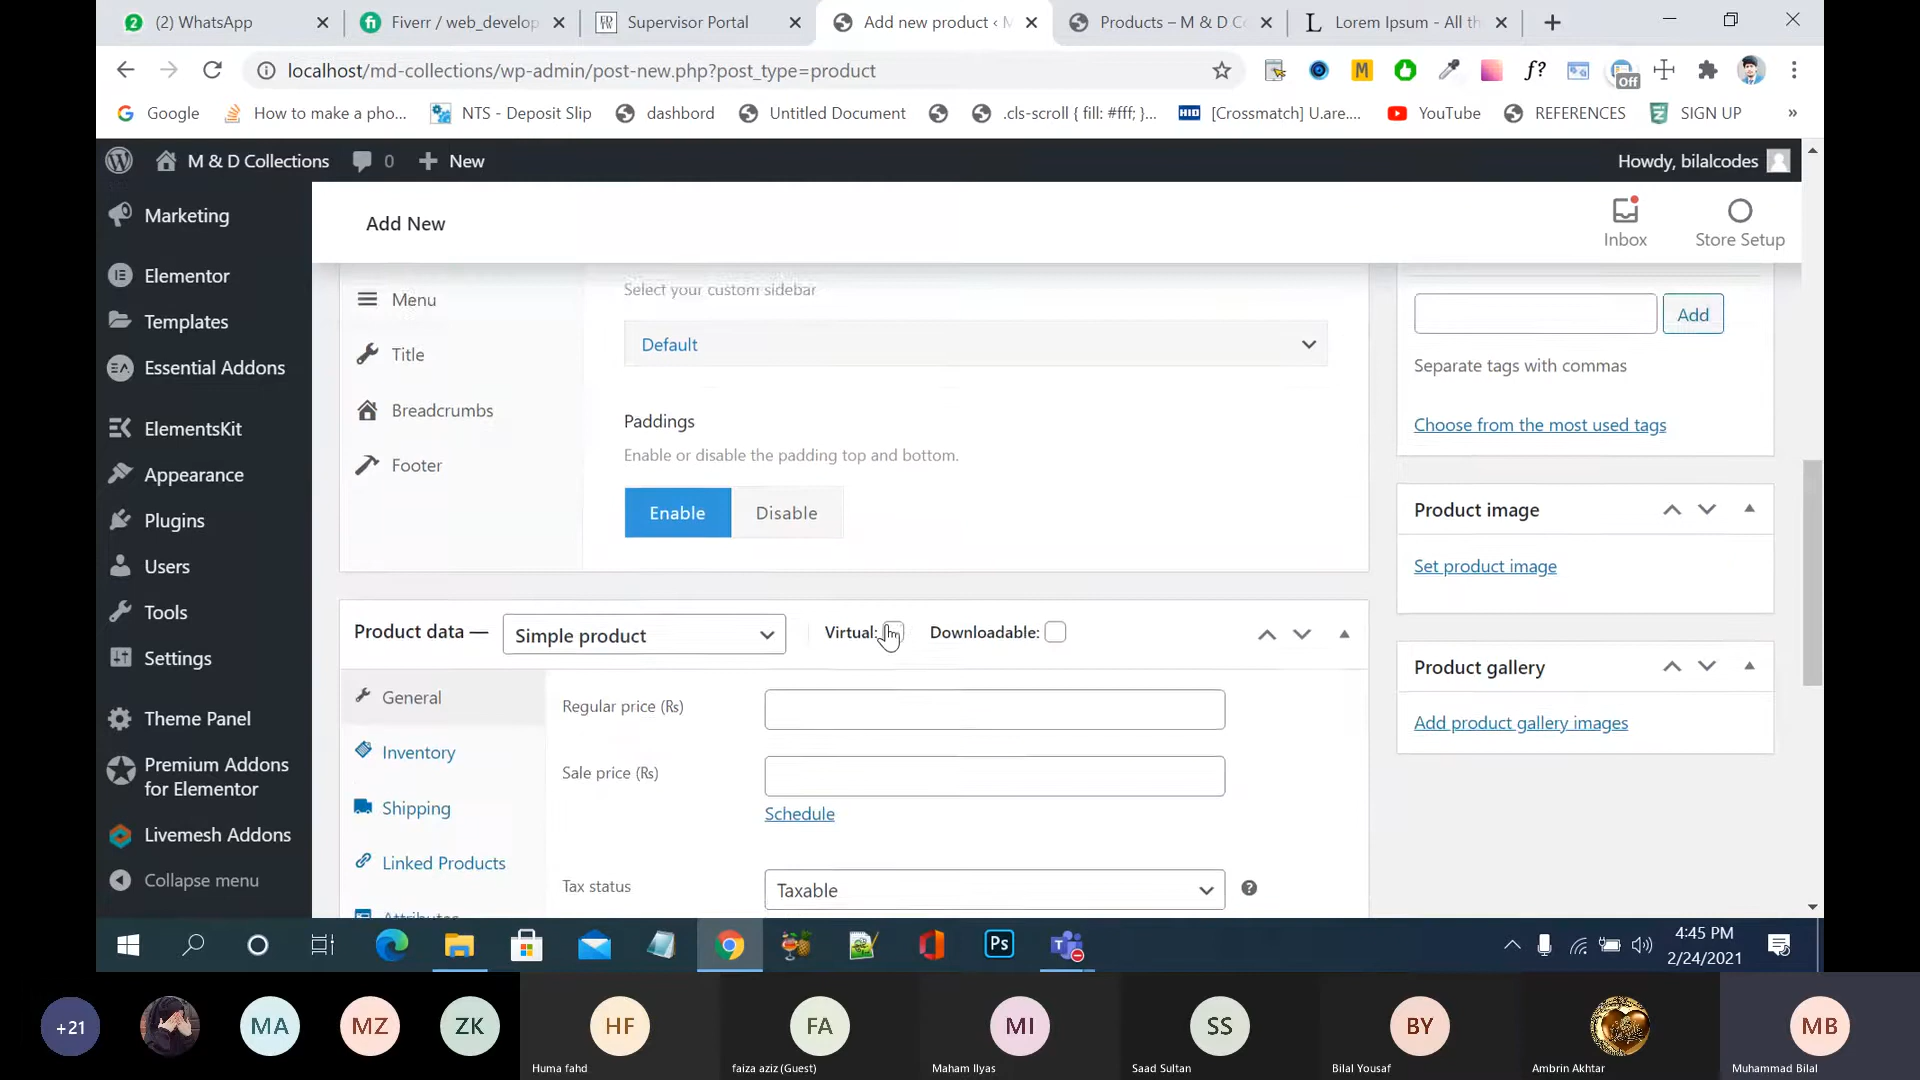 (2) WhatsApp
Fiverr / web_develop
Supervisor Portal
Add new product ‹ M
Products – M & D C
Lorem Ipsum - All th
localhost/md-collections/wp-admin/post-new.php?post_type=product
M
f?
Off
Google
How to make a pho...
NTS - Deposit Slip
dashbord
Untitled Document
.cls-scroll { fill: #fff; }...
HID
[Crossmatch] U.are....
YouTube
REFERENCES
SIGN UP
»
M & D Collections
0
New
Howdy, bilalcodes
Marketing
Elementor
Templates
Essential Addons
ElementsKit
Appearance
Plugins
Users
Tools
Settings
Theme Panel
Premium Addons
for Elementor
Livemesh Addons
Collapse menu
Add New
Inbox
Store Setup
Menu
Title
Breadcrumbs
Footer
Select your custom sidebar
Default
Paddings
Enable or disable the padding top and bottom.
Enable
Disable
Product data —
Simple product
Virtual:
Downloadable:
General
Inventory
Shipping
Linked Products
Attributes
Regular price (₨)
Sale price (₨)
Schedule
Tax status
Taxable
Add
Separate tags with commas
Choose from the most used tags
Product image
Set product image
Product gallery
Add product gallery images
Ps
4:45 PM
2/24/2021
+21
MA
MZ
ZK
HF
FA
MI
SS
BY
MB
Huma fahd
faiza aziz (Guest)
Maham Ilyas
Saad Sultan
Bilal Yousaf
Ambrin Akhtar
Muhammad Bilal